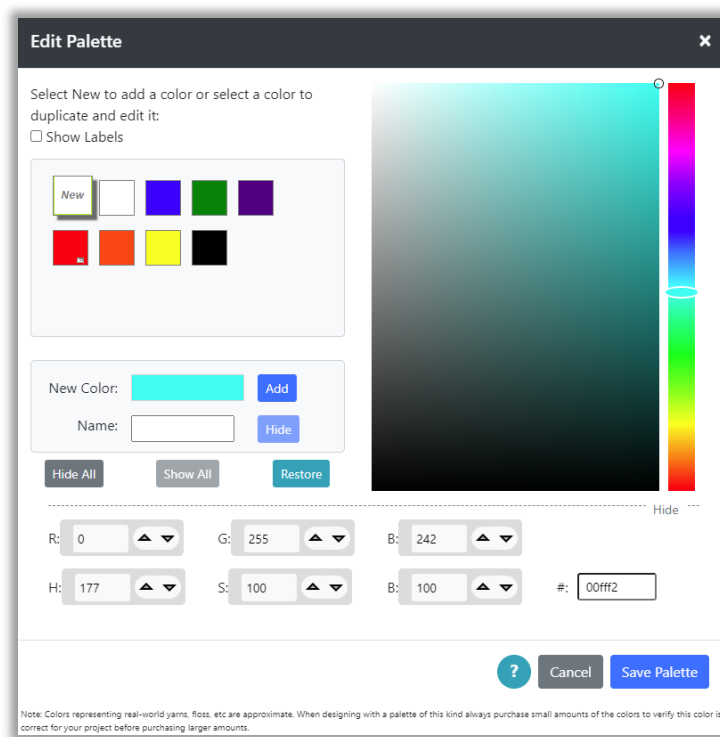 Edit Palette
Select New to add a color or select a color to
duplicate and edit it:
Show Labels
New
New Color:
Add
Name:
Hide
Hide All
Show All
Restore
Hide
R: 0
G: 255
B: 242
H: 177
S: 100
B: 100
#: 00fff2
?
Cancel
Save Palette
Note: Colors representing real-world yarns, floss, etc are approximate. When designing with a palette of this kind always purchase small amounts of the colors to verify this color is
correct for your project before purchasing larger amounts.